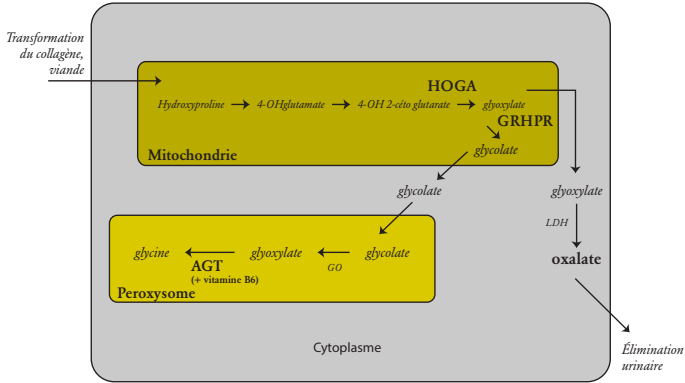 Transformation
du collagène,
viande
HOGA
Hydroxyproline 4-OHglutamate 4-OH 2-céto glutarate glyoxylate
GRHPR
glycolate
Mitochondrie
glycolate
glyoxylate
LDH
oxalate
glycine glyoxylate glycolate
AGT GO
(+ vitamine B6)
Peroxysome
Cytoplasme
Élimination
urinaire